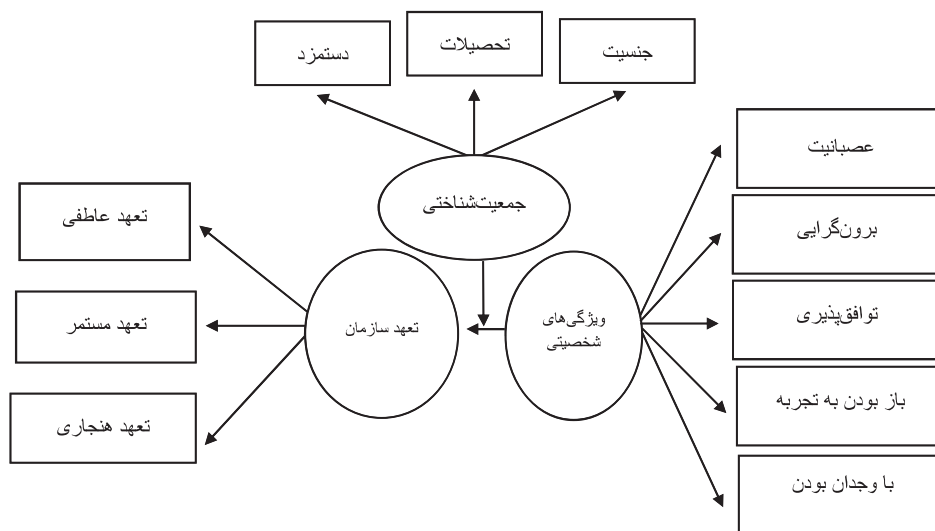 جنسیت
تحصیلات
دستمزد
عصبانیت
جمعیت‌شناختی
تعهد عاطفی
برون‌گرایی
توافق‌پذیری
ویژگی‌های
شخصیتی
تعهد سازمان
تعهد مستمر
باز بودن به تجربه
تعهد هنجاری
با وجدان بودن